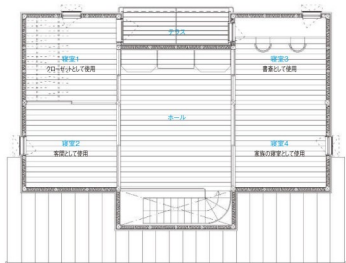 テラス
寝室1
クローゼットとして使用
寝室3
書斎として使用
ホール
寝室2
客間として使用
寝室4
家族の寝室として使用